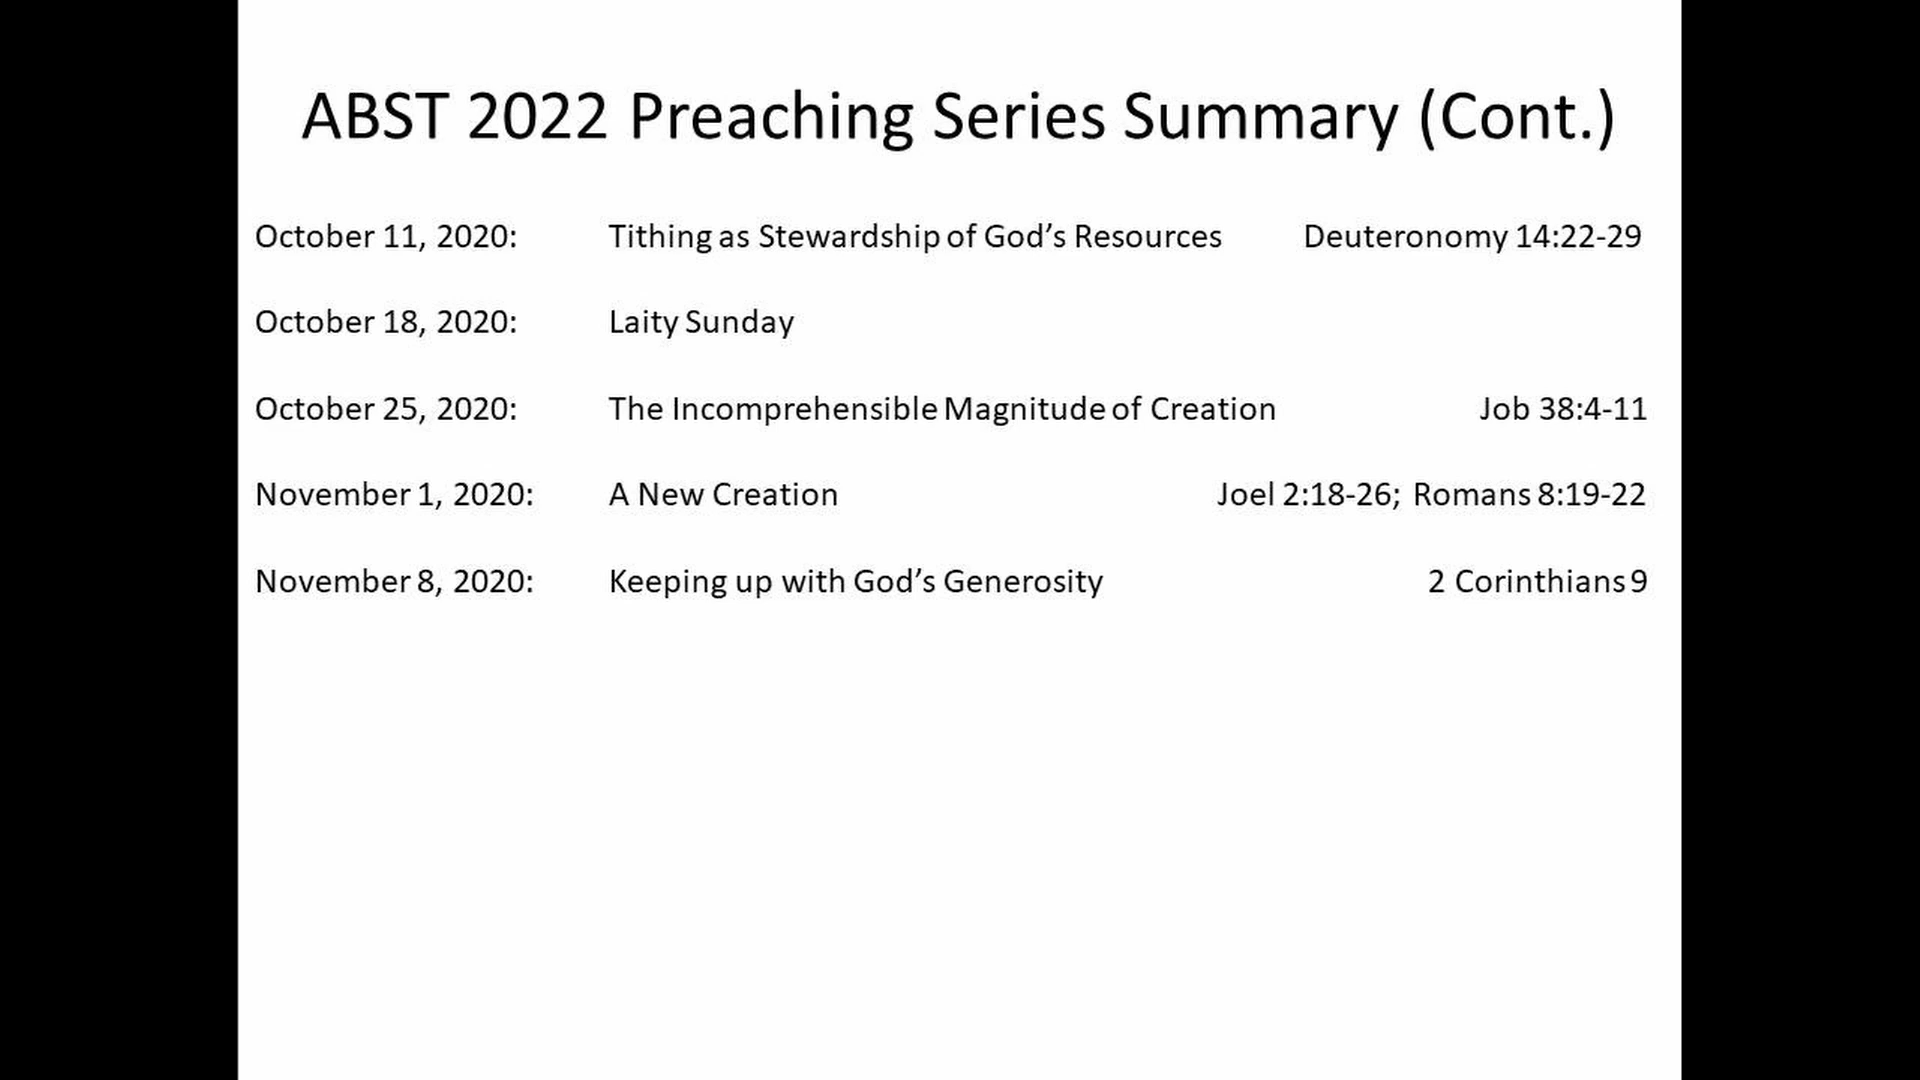 ABST 2022 Preaching Series Summary (Cont.)
October 11, 2020: Tithing as Stewardship of God’s Resources Deuteronomy 14:22-29
October 18, 2020: Laity Sunday
October 25, 2020: The Incomprehensible Magnitude of Creation Job 38:4-11
November 1, 2020: A New Creation Joel 2:18-26; Romans 8:19-22
November 8, 2020: Keeping up with God’s Generosity 2 Corinthians 9